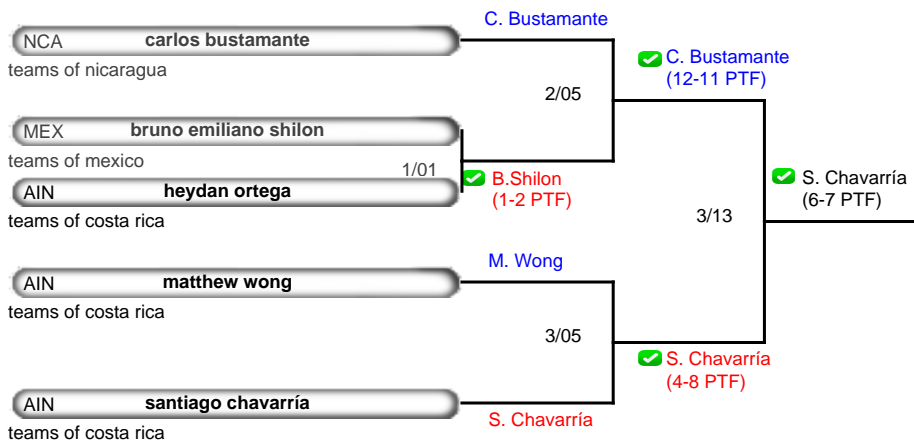 C. Bustamante
NCA carlos bustamante
teams of nicaragua
C. Bustamante
(12-11 PTF)
2/05
MEX bruno emiliano shilon
teams of mexico
1/01
B.Shilon
(1-2 PTF)
AIN heydan ortega
teams of costa rica
S. Chavarría
(6-7 PTF)
3/13
M. Wong
AIN matthew wong
teams of costa rica
3/05
S. Chavarría
(4-8 PTF)
AIN santiago chavarría
S. Chavarría
teams of costa rica